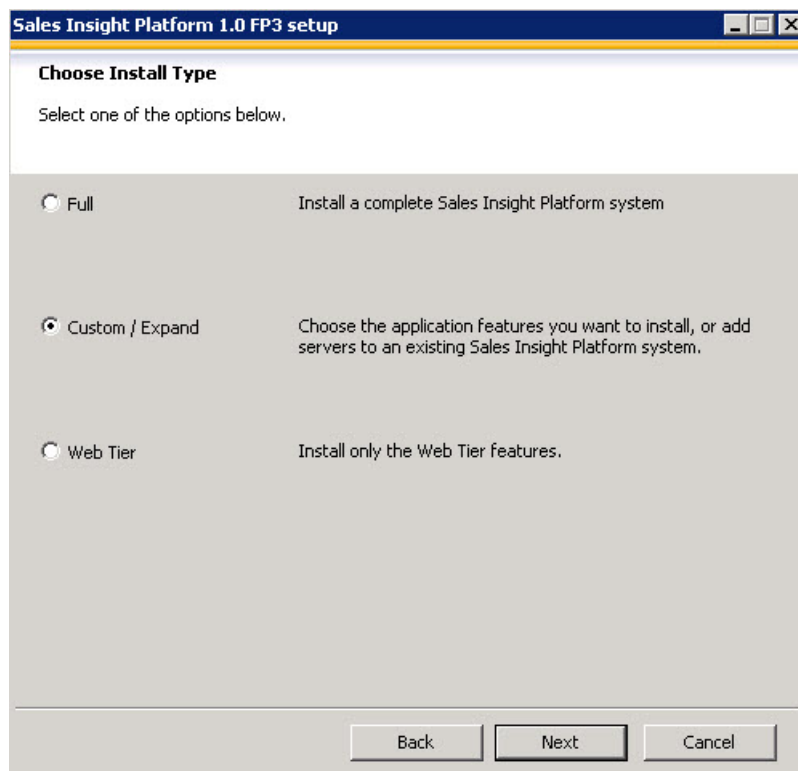 Sales Insight Platform 1.0 FP3 setup
Choose Install Type
Select one of the options below.
Full
Install a complete Sales Insight Platform system
Custom / Expand
Choose the application features you want to install, or add
servers to an existing Sales Insight Platform system.
Web Tier
Install only the Web Tier features.
Back
Next
Cancel